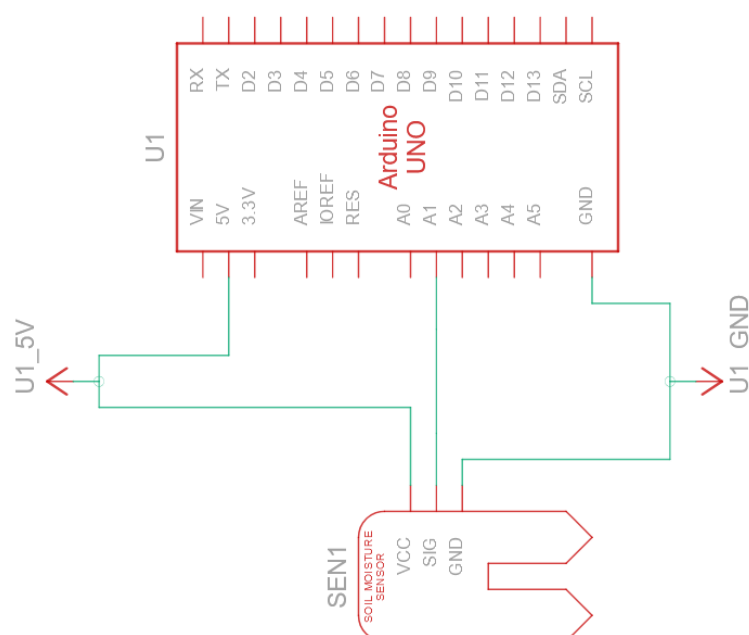 RX
TX
D2
D3
D4
D5
D6
D7
D8
D9
D10
D11
D12
D13
SDA
SCL
U1
Arduino
UNO
VIN
5V
3.3V
AREF
IOREF
RES
A0
A1
A2
A3
A4
A5
GND
U1_5V
U1_GND
SEN1
SOIL MOISTURE
SENSOR
VCC
SIG
GND